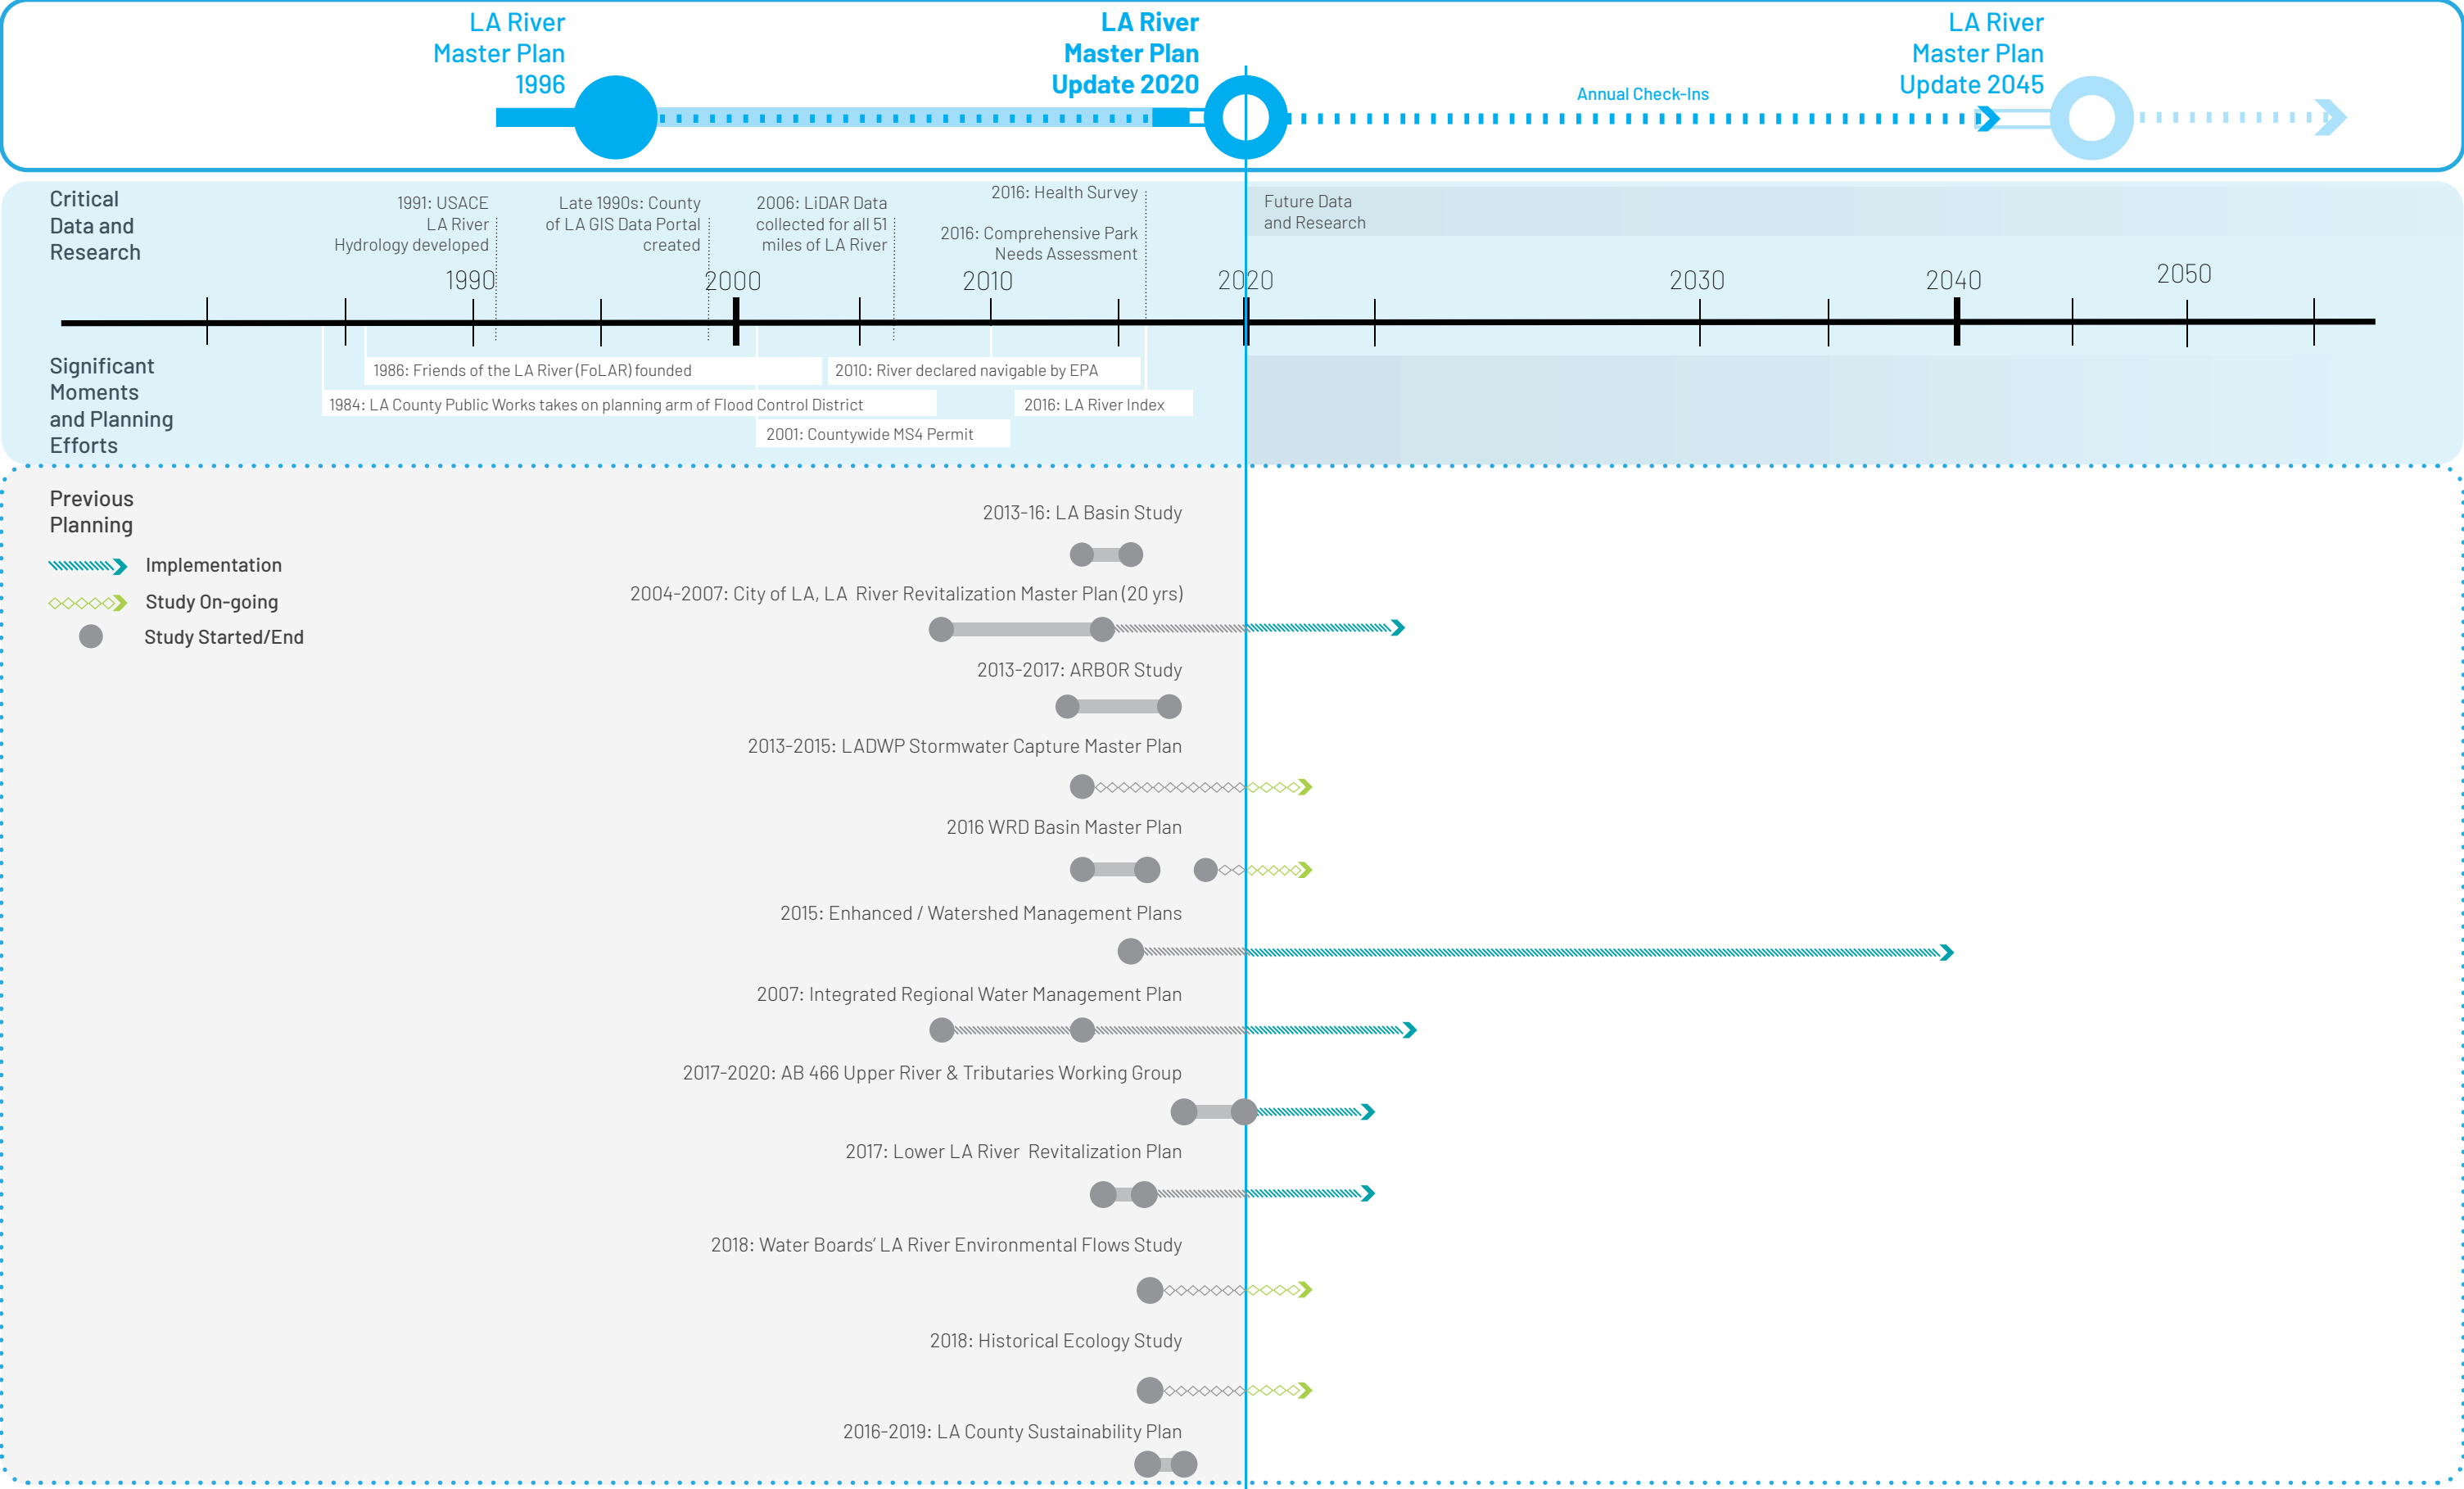 LA River
Master Plan
1996
LA River
Master Plan
Update 2020
Annual Check-Ins
LA River
Master Plan
Update 2045
Critical
Data and
Research
1991: USACE
LA River
Hydrology developed
Late 1990s: County
of LA GIS Data Portal
created
2006: LiDAR Data
collected for all 51
miles of LA River
2016: Health Survey
2016: Comprehensive Park
Needs Assessment
Future Data
and Research
1990
2000
2010
2020
2030
2040
2050
Significant
Moments
and Planning
Efforts
1986: Friends of the LA River (FoLAR) founded
2010: River declared navigable by EPA
1984: LA County Public Works takes on planning arm of Flood Control District
2016: LA River Index
2001: Countywide MS4 Permit
Previous
Planning
Implementation
Study On-going
Study Started/End
2013-16: LA Basin Study
2004-2007: City of LA, LA River Revitalization Master Plan (20 yrs)
2013-2017: ARBOR Study
2013-2015: LADWP Stormwater Capture Master Plan
2016 WRD Basin Master Plan
2015: Enhanced / Watershed Management Plans
2007: Integrated Regional Water Management Plan
2017-2020: AB 466 Upper River & Tributaries Working Group
2017: Lower LA River Revitalization Plan
2018: Water Boards’ LA River Environmental Flows Study
2018: Historical Ecology Study
2016-2019: LA County Sustainability Plan